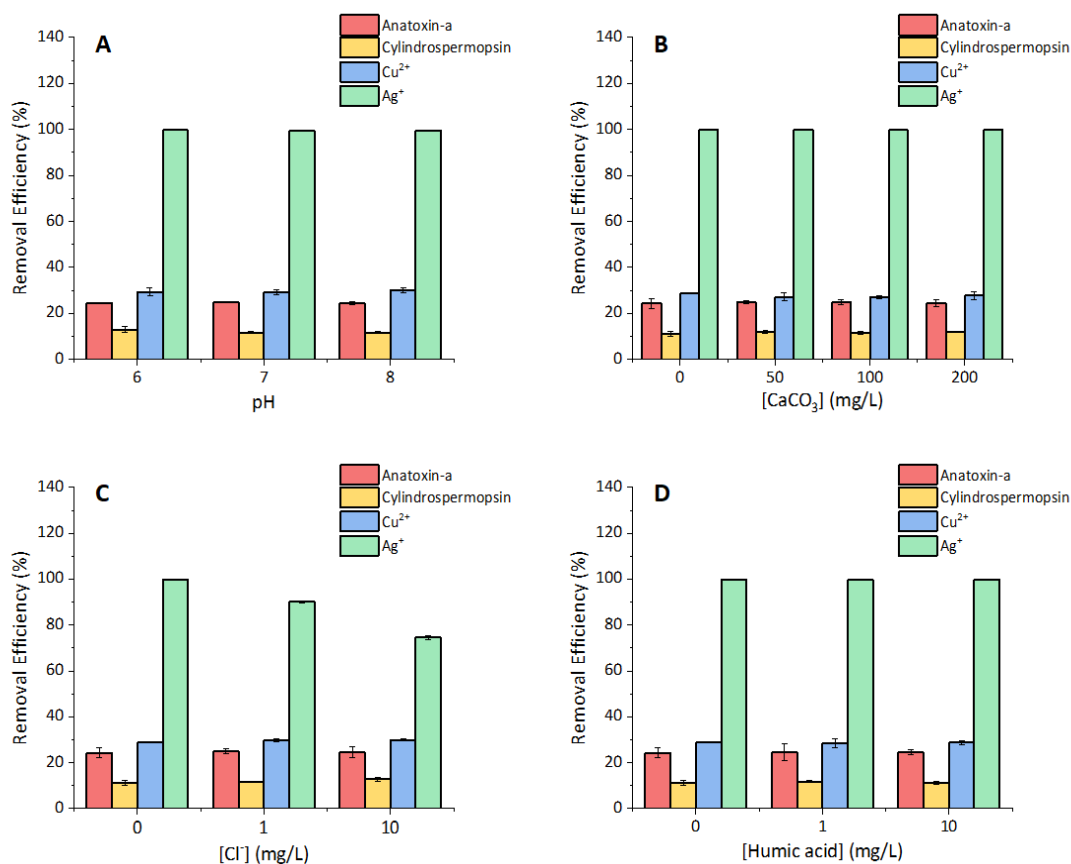 A
Anatoxin-a
Cylindrospermopsin
Cu²⁺
Ag⁺
Removal Efficiency (%)
140
120
100
80
60
40
20
0
6 7 8
pH
B
Anatoxin-a
Cylindrospermopsin
Cu²⁺
Ag⁺
Removal Efficiency (%)
140
120
100
80
60
40
20
0
0 50 100 200
[CaCO₃] (mg/L)
C
Anatoxin-a
Cylindrospermopsin
Cu²⁺
Ag⁺
Removal Efficiency (%)
140
120
100
80
60
40
20
0
0 1 10
[Cl⁻] (mg/L)
D
Anatoxin-a
Cylindrospermopsin
Cu²⁺
Ag⁺
Removal Efficiency (%)
140
120
100
80
60
40
20
0
0 1 10
[Humic acid] (mg/L)